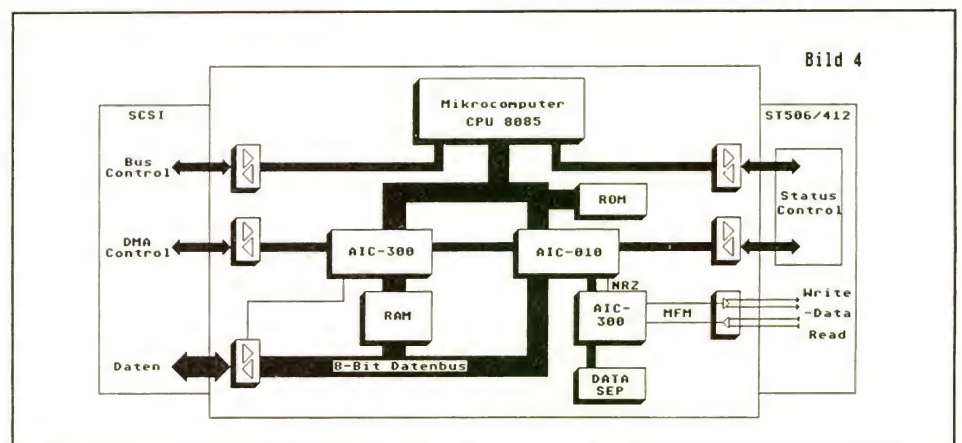 Bild 4
SCSI
Mikrocomputer
CPU 8085
ST506/412
Bus
Control
ROM
Status
Control
DMA
Control
AIC-300
AIC-010
NRZ
RAM
AIC-
300
MFM
Write
-Data
Read
Daten
8-Bit Datenbus
DATA
SEP